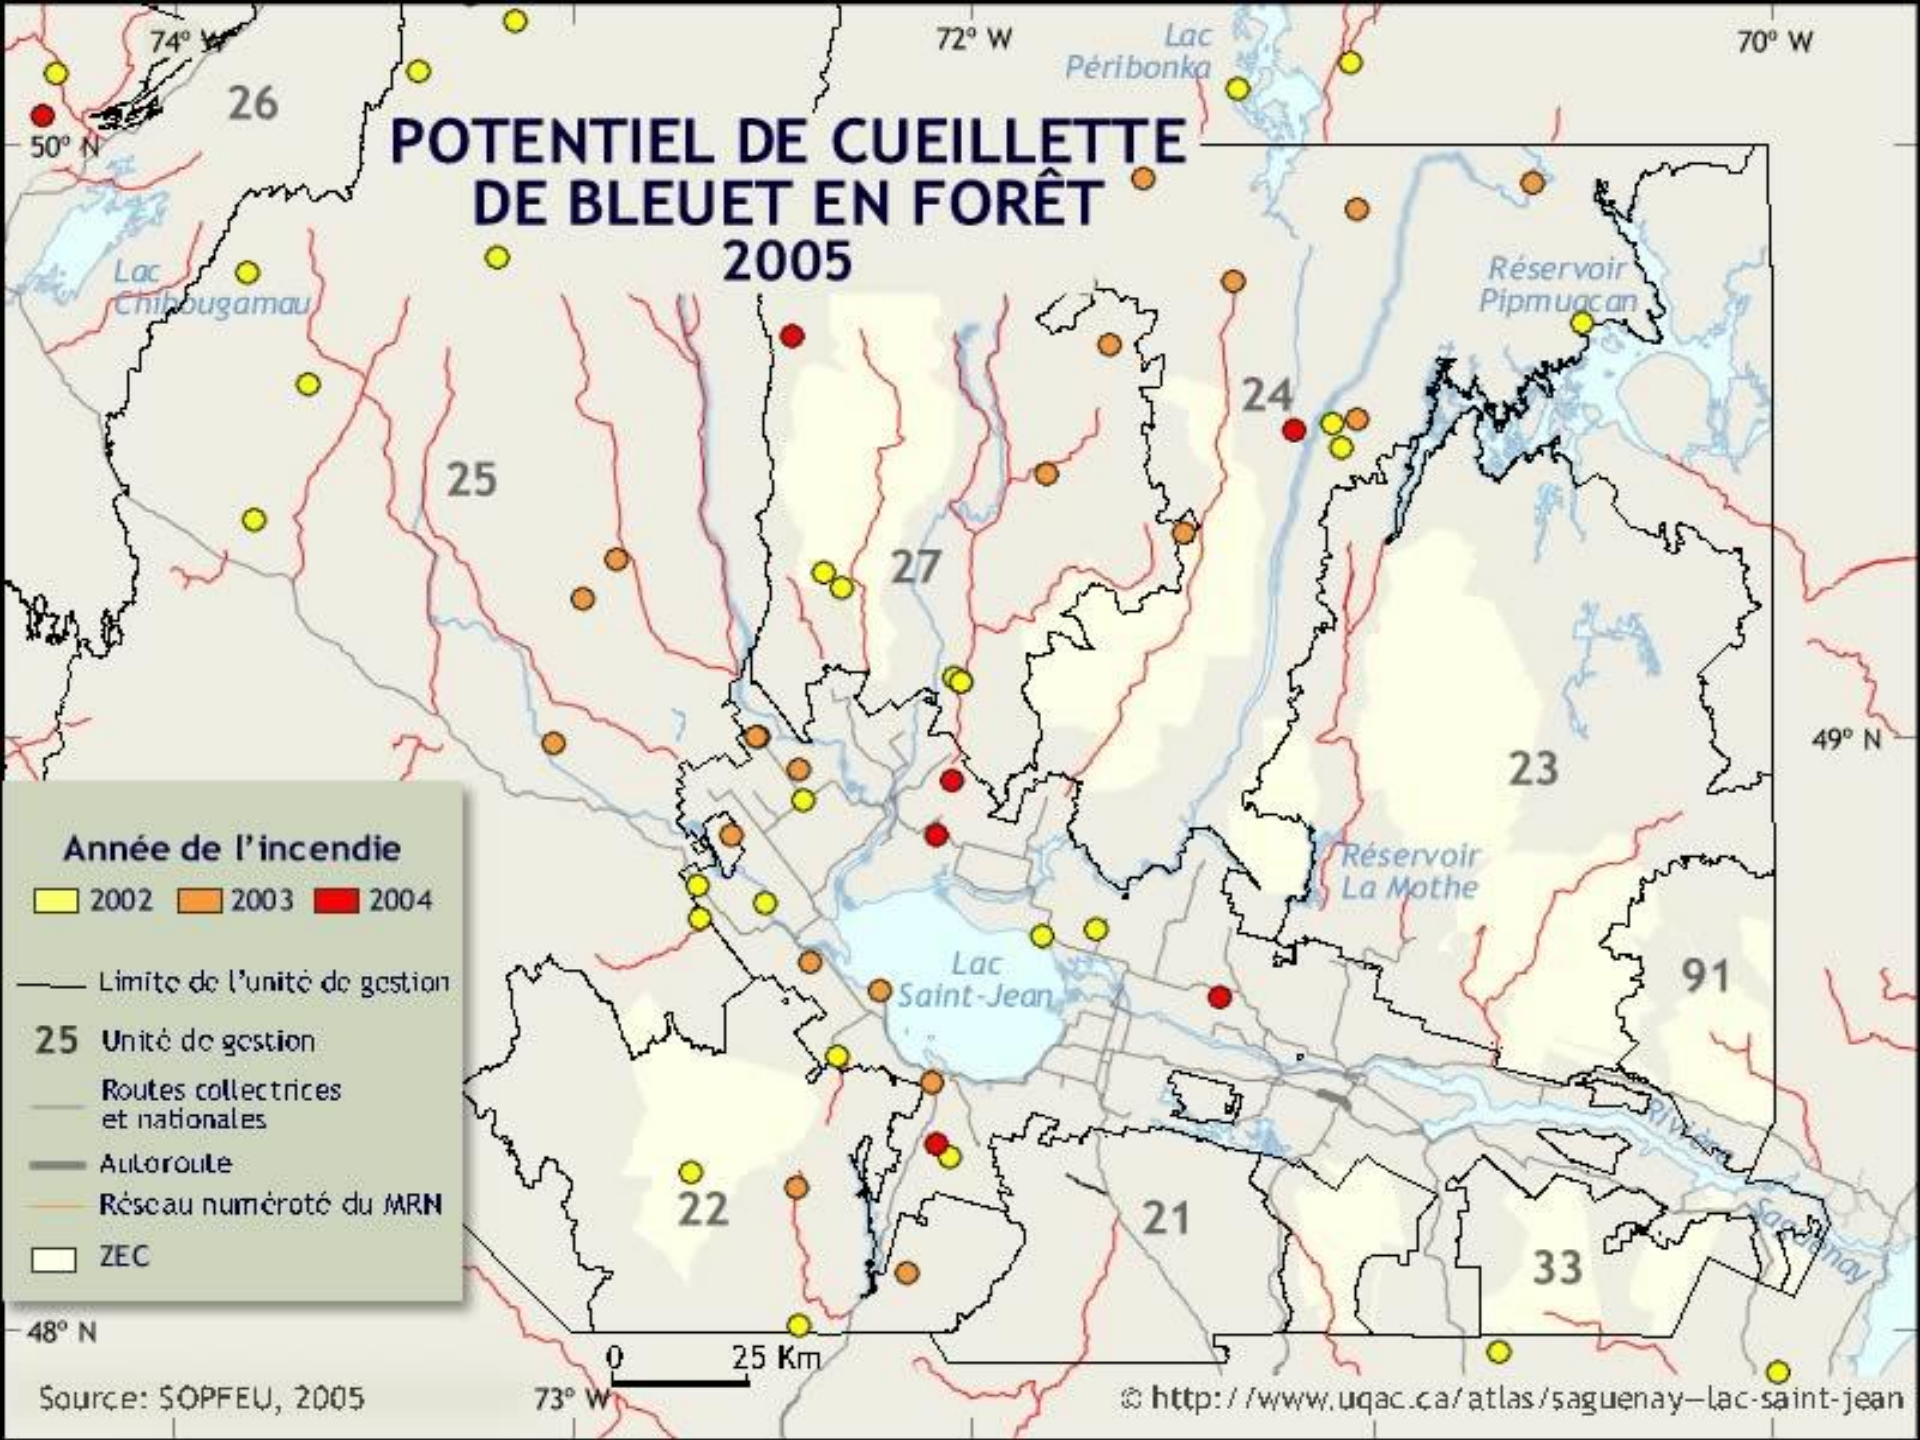 74° W
72° W
70° W
Lac
Péribonka
26
50° N
POTENTIEL DE CUEILLETTE
DE BLEUET EN FORÊT
2005
Lac
Chibougamau
Réservoir
Pipmuacan
24
25
27
49° N
23
Année de l'incendie
2002 2003 2004
Réservoir
La Mothe
Lac
Saint-Jean
91
Limite de l'unité de gestion
25 Unité de gestion
Routes collectrices
et nationales
Autoroute
Réseau numéroté du MRN
ZEC
Rivière
Saguenay
22
21
33
48° N
0 25 Km
Source: SOPFEU, 2005
73° W
© http://www.uqac.ca/atlas/saguenay-lac-saint-jean